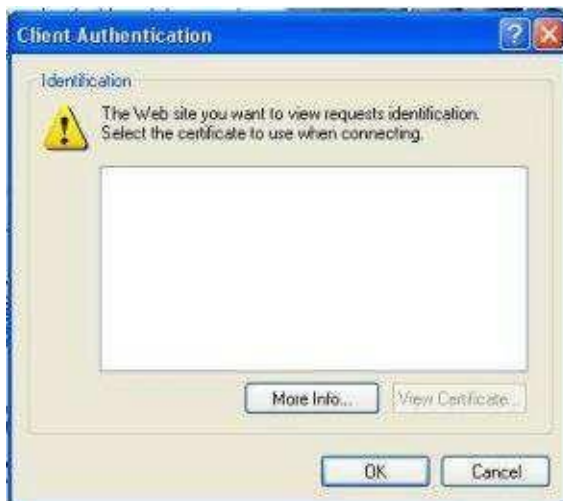 Client Authentication
Identification
The Web site you want to view requests identification.
Select the certificate to use when connecting.
More Info...
View Certificate...
OK
Cancel